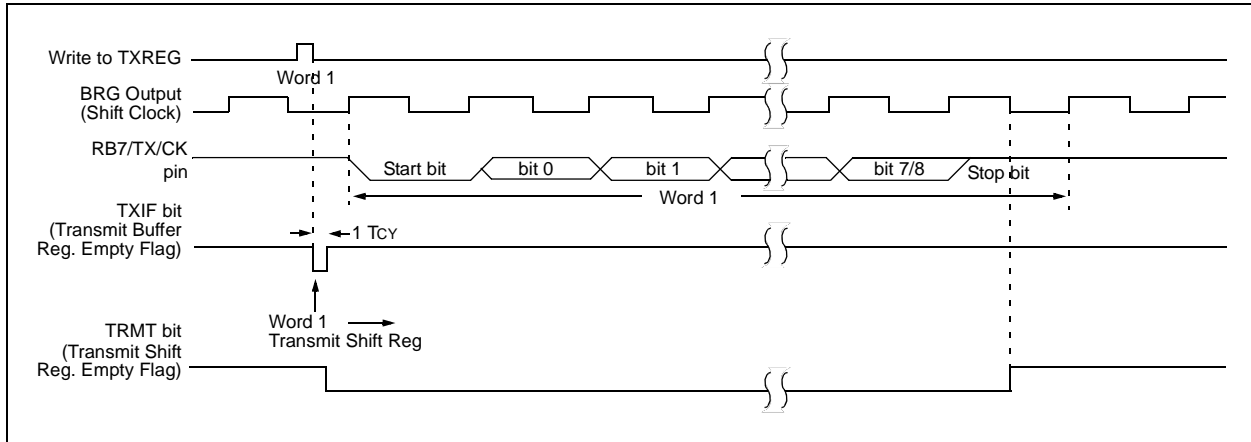 Write to TXREG
Word 1
BRG Output
(Shift Clock)
RB7/TX/CK
pin
Start bit
bit 0
bit 1
bit 7/8
Stop bit
Word 1
TXIF bit
(Transmit Buffer
Reg. Empty Flag)
1 TCY
Word 1
Transmit Shift Reg
TRMT bit
(Transmit Shift
Reg. Empty Flag)